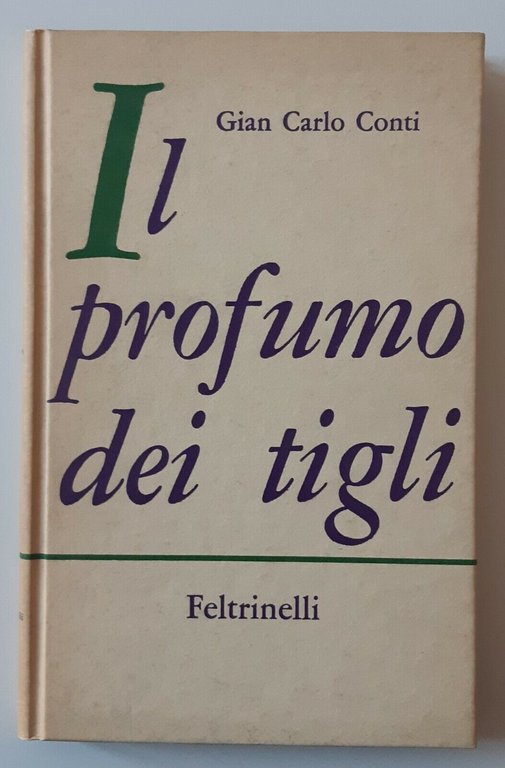 Gian Carlo Conti
Il
profumo
dei tigli
Feltrinelli